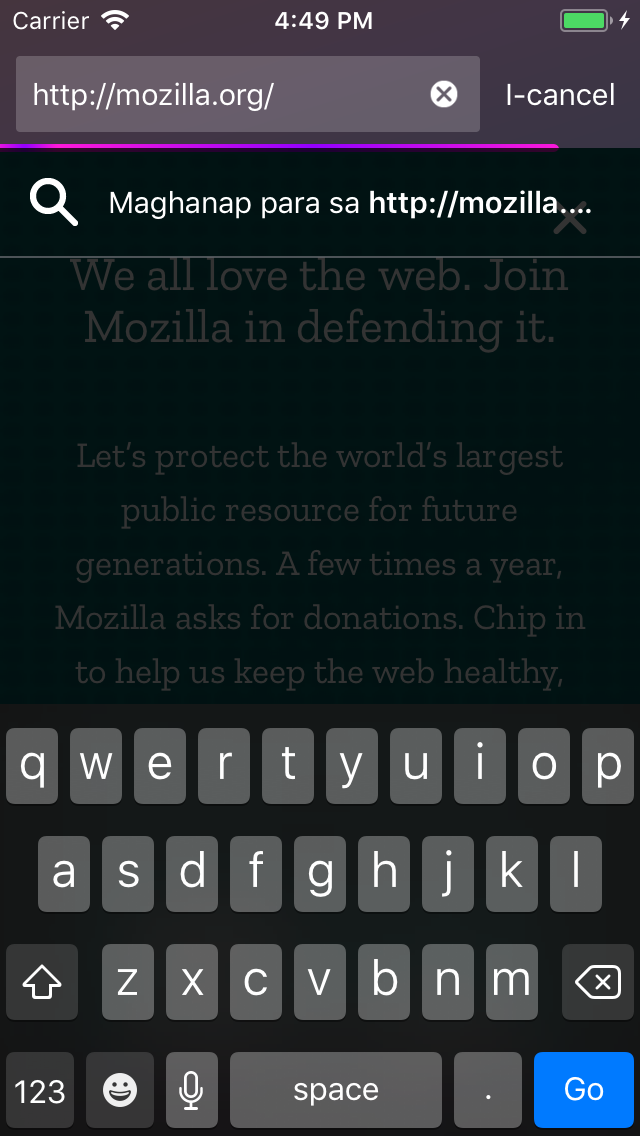 Carrier 4:49 PM
http://mozilla.org/ I-cancel
Maghanap para sa http://mozilla....
We all love the web. Join
Mozilla in defending it.
Let’s protect the world’s largest
public resource for future
generations. A few times a year,
Mozilla asks for donations. Chip in
to help us keep the web healthy,
q w e r t y u i o p
a s d f g h j k l
z x c v b n m
123 space . Go